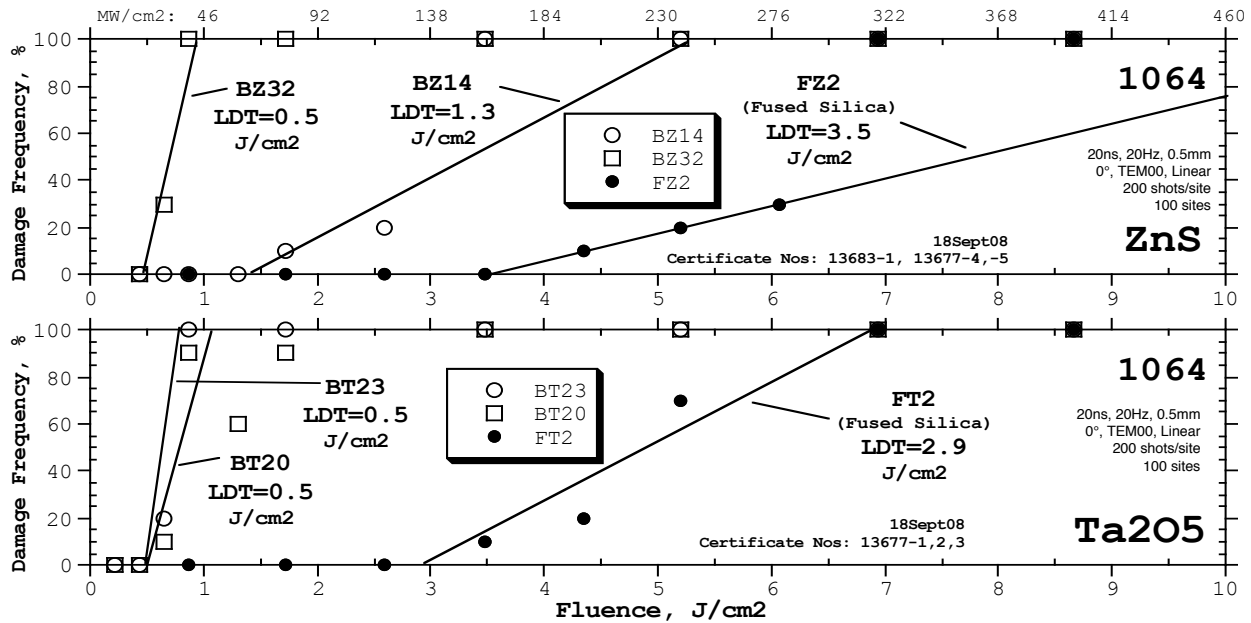 MW/cm2: 46 92 138 184 230 276 322 368 414 460
Damage Frequency, %
100
80
60
40
20
0
BZ32
LDT=0.5
J/cm2
BZ14
LDT=1.3
J/cm2
FZ2
(Fused Silica)
LDT=3.5
J/cm2
BZ14
BZ32
FZ2
1064
20ns, 20Hz, 0.5mm
0°, TEM00, Linear
200 shots/site
100 sites
ZnS
18Sept08
Certificate Nos: 13683-1, 13677-4,-5
0 1 2 3 4 5 6 7 8 9 10
Damage Frequency, %
100
80
60
40
20
0
BT23
LDT=0.5
J/cm2
BT20
LDT=0.5
J/cm2
BT23
BT20
FT2
FT2
(Fused Silica)
LDT=2.9
J/cm2
1064
20ns, 20Hz, 0.5mm
0°, TEM00, Linear
200 shots/site
100 sites
Ta2O5
18Sept08
Certificate Nos: 13677-1,2,3
0 1 2 3 4 5 6 7 8 9 10
Fluence, J/cm2